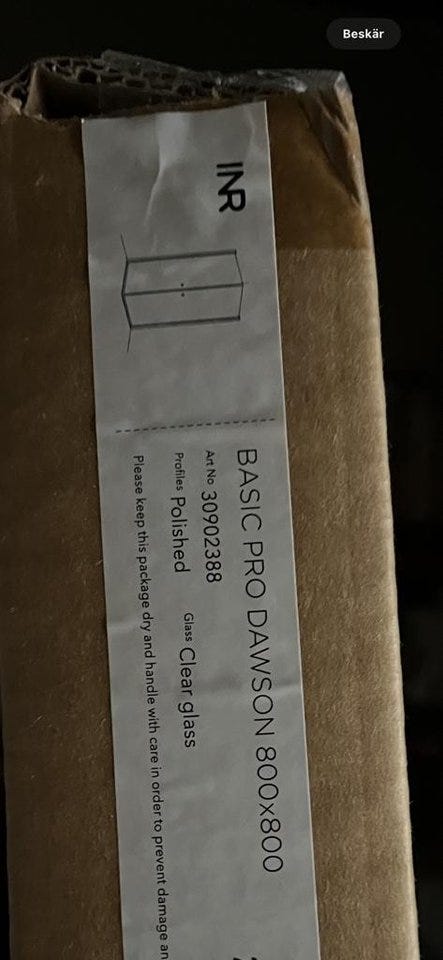 Beskär
INR
BASIC PRO DAWSON 800x800
Art No 30902388
Profiles Polished Glass Clear glass
Please keep this package dry and handle with care in order to prevent damage an